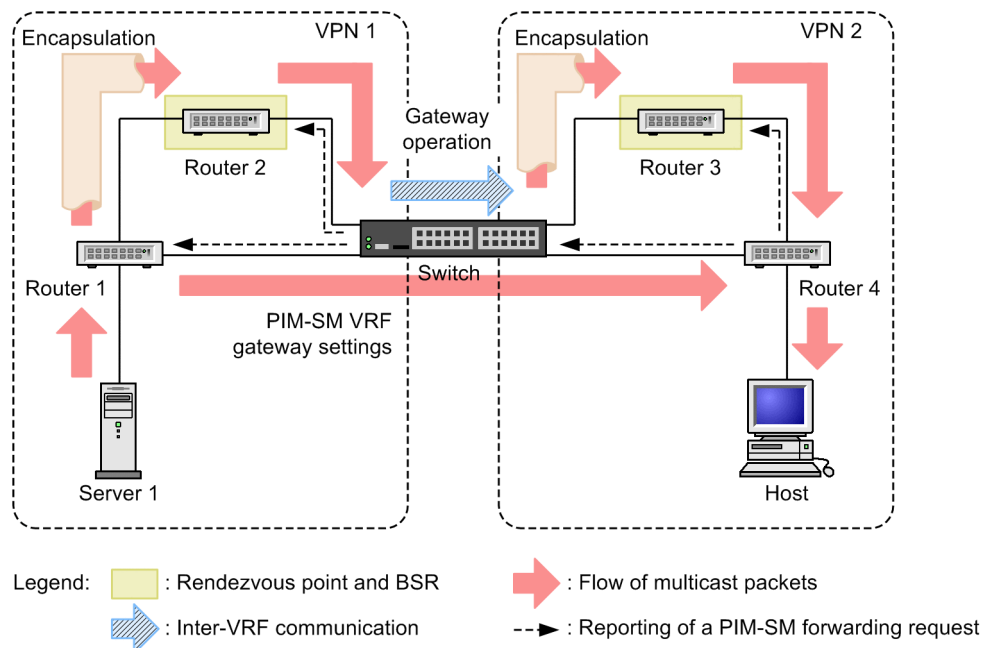 VPN 1
VPN 2
Encapsulation
Encapsulation
Gateway
operation
Router 2
Router 3
Switch
Router 1
Router 4
PIM-SM VRF
gateway settings
Server 1
Host
Legend:
: Rendezvous point and BSR
: Flow of multicast packets
: Inter-VRF communication
: Reporting of a PIM-SM forwarding request